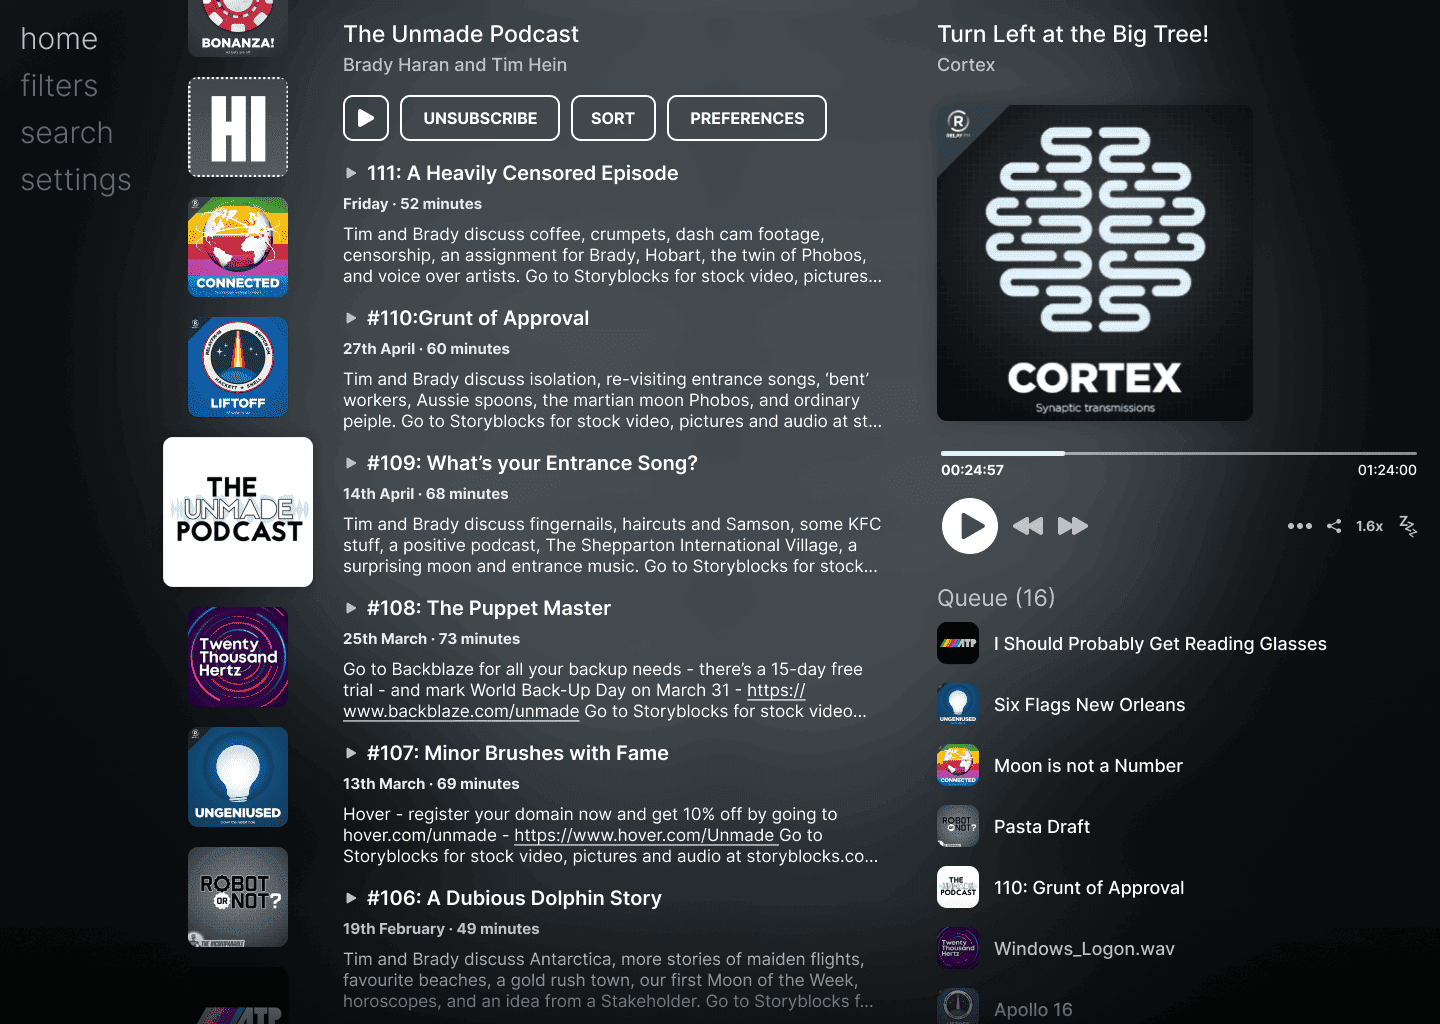 home
filters
search
settings
BONANZA!
HI
CONNECTED
LIFTOFF
THE
UNMADE
PODCAST
Twenty
Thousand
Hertz
UNGENIUSED
ROBOT
OR NOT?
THE INCOMPARABLE
ATP
The Unmade Podcast
Brady Haran and Tim Hein
UNSUBSCRIBE
SORT
PREFERENCES
111: A Heavily Censored Episode
Friday · 52 minutes
Tim and Brady discuss coffee, crumpets, dash cam footage,
censorship, an assignment for Brady, Hobart, the twin of Phobos,
and voice over artists. Go to Storyblocks for stock video, pictures...
#110:Grunt of Approval
27th April · 60 minutes
Tim and Brady discuss isolation, re-visiting entrance songs, ‘bent’
workers, Aussie spoons, the martian moon Phobos, and ordinary
peiple. Go to Storyblocks for stock video, pictures and audio at st...
#109: What’s your Entrance Song?
14th April · 68 minutes
Tim and Brady discuss fingernails, haircuts and Samson, some KFC
stuff, a positive podcast, The Shepparton International Village, a
surprising moon and entrance music. Go to Storyblocks for stock...
#108: The Puppet Master
25th March · 73 minutes
Go to Backblaze for all your backup needs - there’s a 15-day free
trial - and mark World Back-Up Day on March 31 - https://
www.backblaze.com/unmade Go to Storyblocks for stock video...
#107: Minor Brushes with Fame
13th March · 69 minutes
Hover - register your domain now and get 10% off by going to
hover.com/unmade - https://www.hover.com/Unmade Go to
Storyblocks for stock video, pictures and audio at storyblocks.co...
#106: A Dubious Dolphin Story
19th February · 49 minutes
Tim and Brady discuss Antarctica, more stories of maiden flights,
favourite beaches, a gold rush town, our first Moon of the Week,
horoscopes, and an idea from a Stakeholder. Go to Storyblocks f...
Turn Left at the Big Tree!
Cortex
R
RELAY FM
CORTEX
Synaptic transmissions
00:24:57
01:24:00
1.6x
Queue (16)
ATP
I Should Probably Get Reading Glasses
UNGENIUSED
Six Flags New Orleans
CONNECTED
Moon is not a Number
ROBOT
OR NOT?
Pasta Draft
THE
UNMADE
PODCAST
110: Grunt of Approval
Twenty
Thousand
Hertz
Windows_Logon.wav
Apollo 16